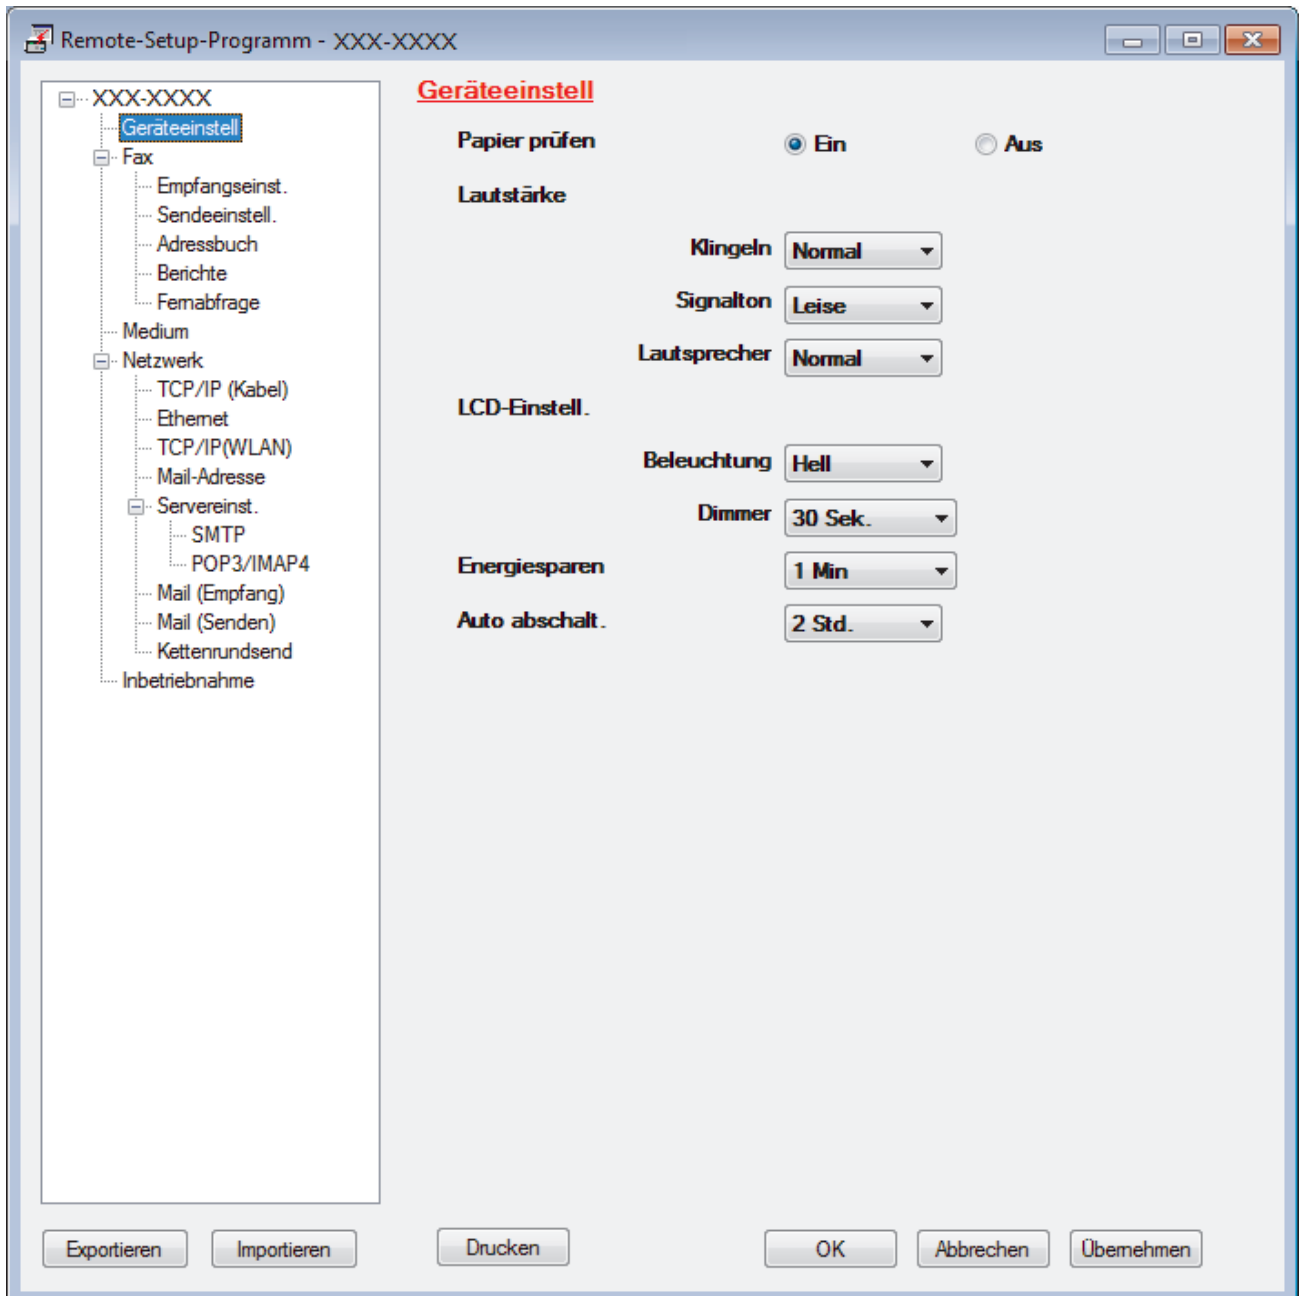 Remote-Setup-Programm - XXX-XXXX
XXX-XXXX
Geräteeinstell
Fax
Empfangseinst.
Sendeeinstell.
Adressbuch
Berichte
Fernabfrage
Medium
Netzwerk
TCP/IP (Kabel)
Ethernet
TCP/IP(WLAN)
Mail-Adresse
Servereinst.
SMTP
POP3/IMAP4
Mail (Empfang)
Mail (Senden)
Kettenrundsend
Inbetriebnahme
Geräteeinstell
Papier prüfen Ein Aus
Lautstärke
Klingeln Normal
Signalton Leise
Lautsprecher Normal
LCD-Einstell.
Beleuchtung Hell
Dimmer 30 Sek.
Energiesparen 1 Min
Auto abschalt. 2 Std.
Exportieren Importieren Drucken OK Abbrechen Übernehmen